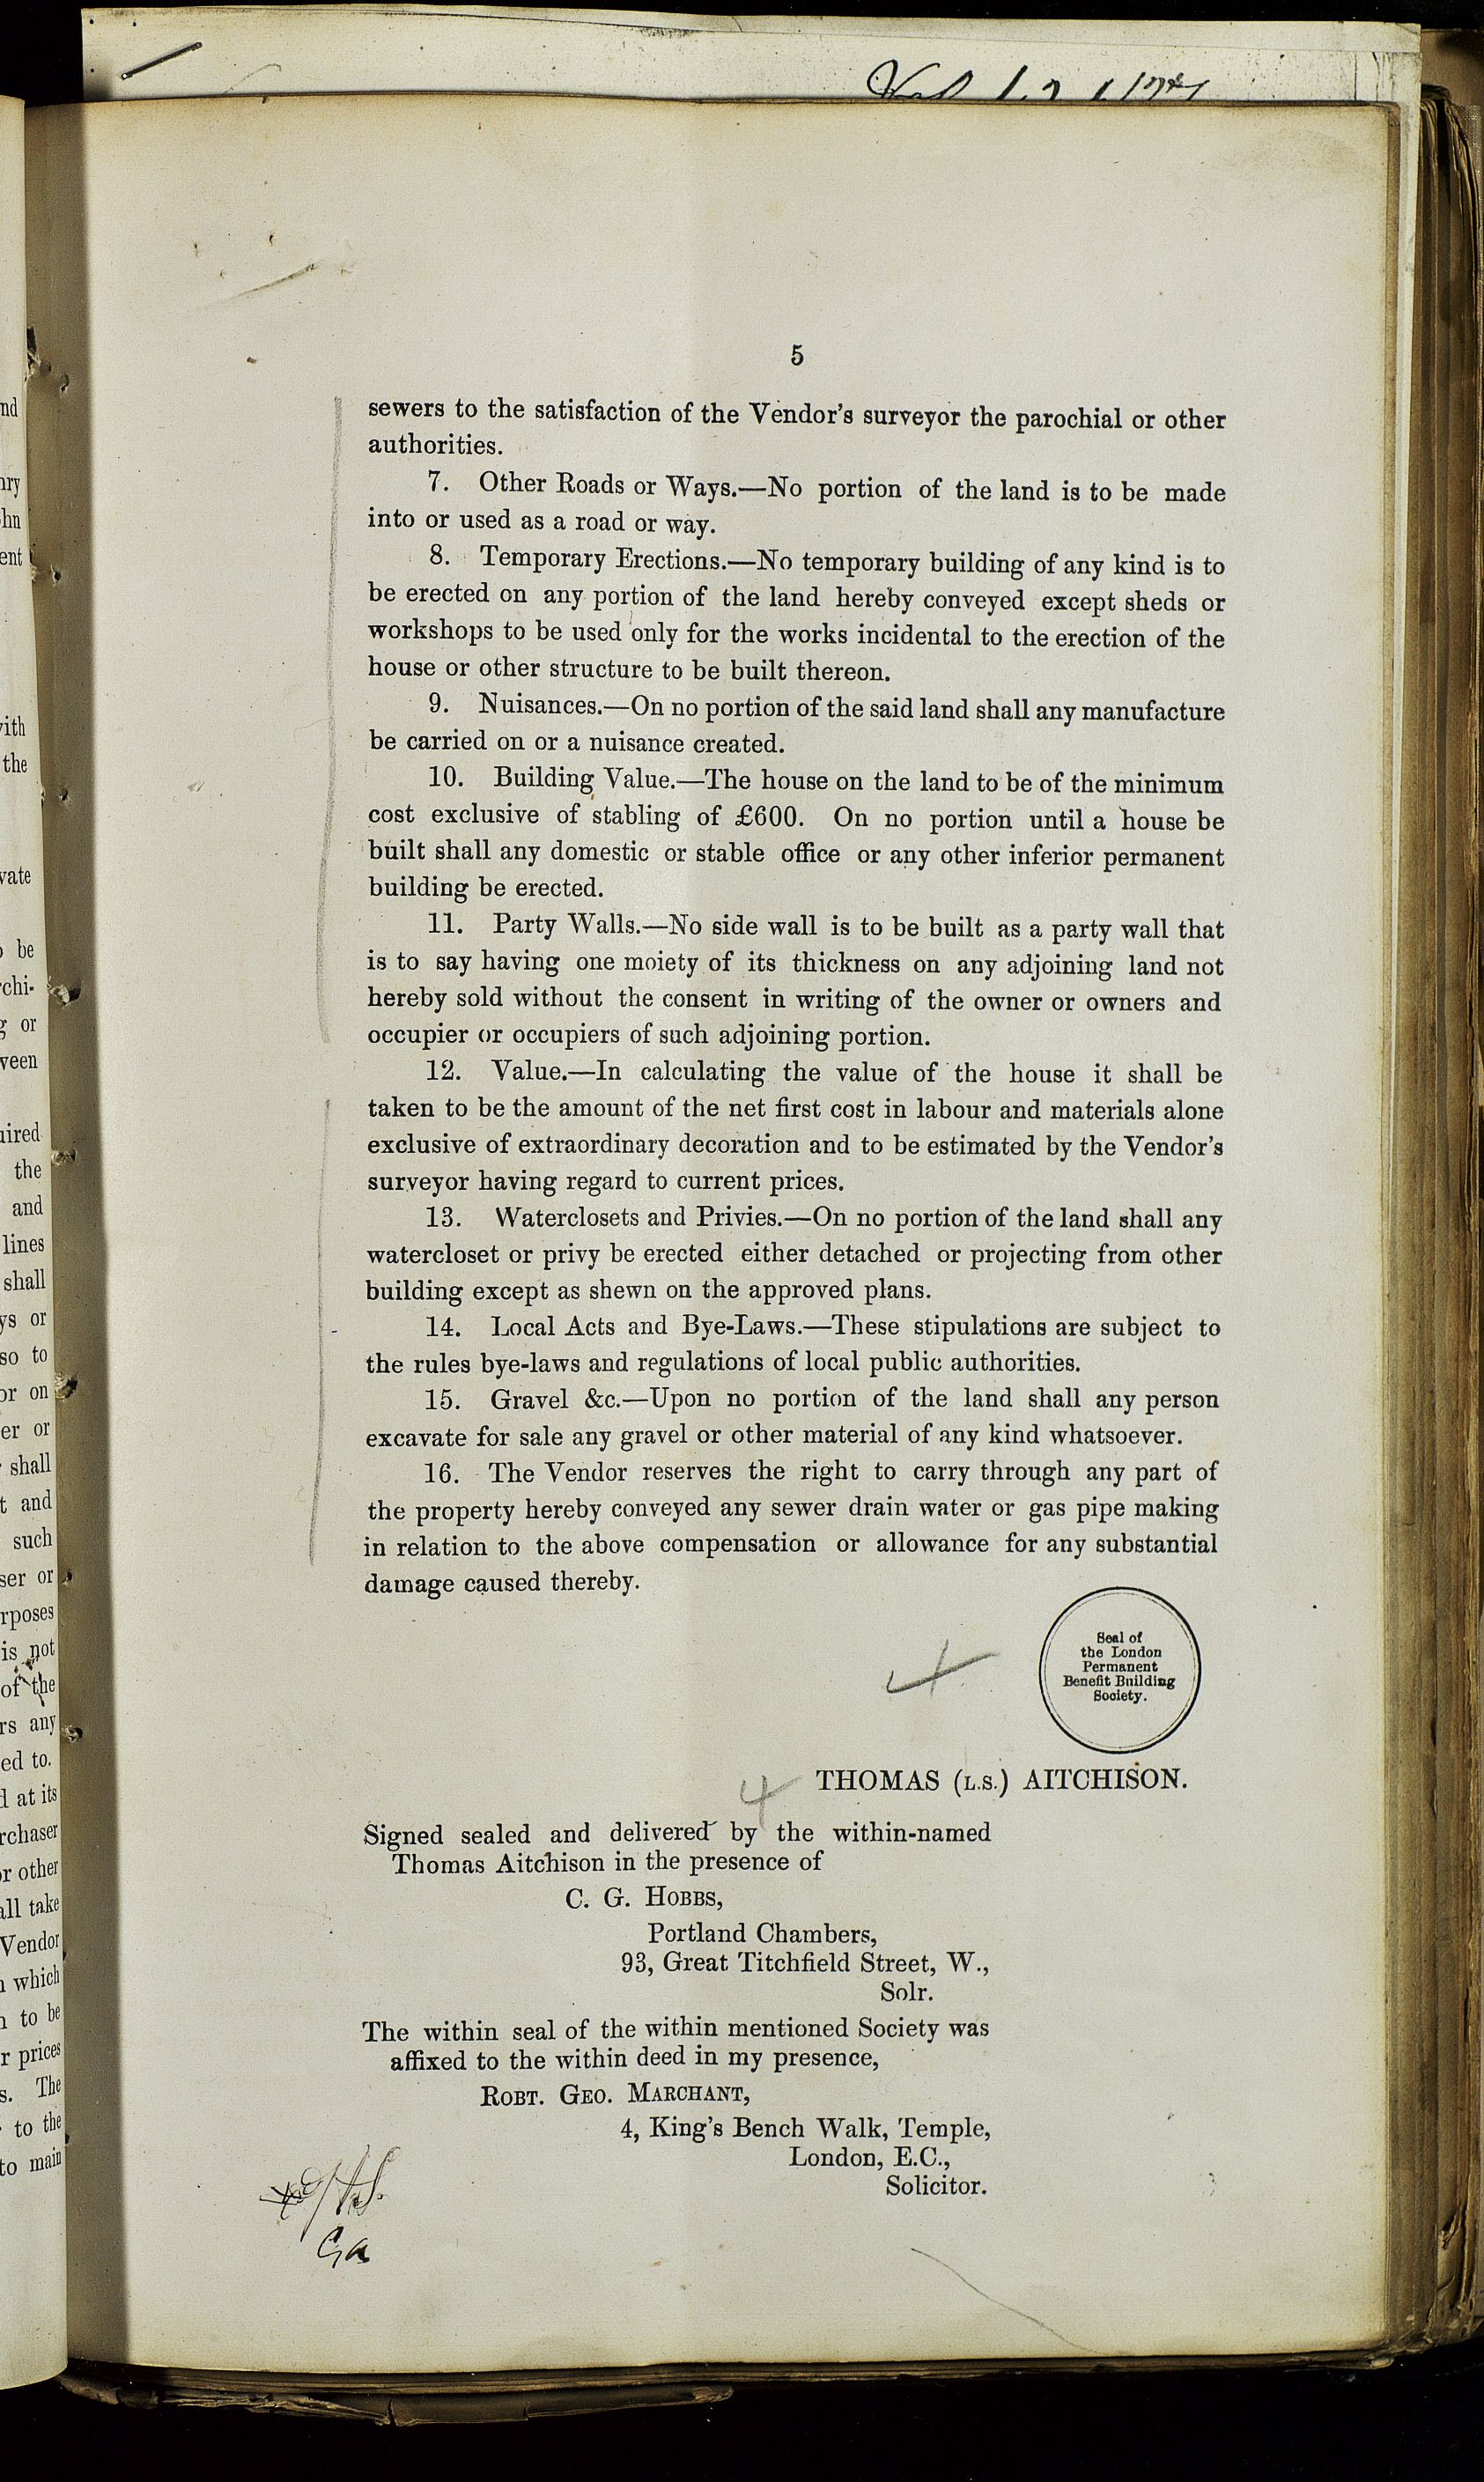 5
sewers to the satisfaction of the Vendor's surveyor the parochial or other
authorities.
7. Other Roads or Ways.—No portion of the land is to be made
into or used as a road or way.
8. Temporary Erections.—No temporary building of any kind is to
be erected on any portion of the land hereby conveyed except sheds or
workshops to be used only for the works incidental to the erection of the
house or other structure to be built thereon.
9. Nuisances.—On no portion of the said land shall any manufacture
be carried on or a nuisance created.
10. Building Value.—The house on the land to be of the minimum
cost exclusive of stabling of £600. On no portion until a house be
built shall any domestic or stable office or any other inferior permanent
building be erected.
11. Party Walls.—No side wall is to be built as a party wall that
is to say having one moiety of its thickness on any adjoining land not
hereby sold without the consent in writing of the owner or owners and
occupier or occupiers of such adjoining portion.
12. Value.—In calculating the value of the house it shall be
taken to be the amount of the net first cost in labour and materials alone
exclusive of extraordinary decoration and to be estimated by the Vendor's
surveyor having regard to current prices.
13. Waterclosets and Privies.—On no portion of the land shall any
watercloset or privy be erected either detached or projecting from other
building except as shewn on the approved plans.
14. Local Acts and Bye-Laws.—These stipulations are subject to
the rules bye-laws and regulations of local public authorities.
15. Gravel &c.—Upon no portion of the land shall any person
excavate for sale any gravel or other material of any kind whatsoever.
16. The Vendor reserves the right to carry through any part of
the property hereby conveyed any sewer drain water or gas pipe making
in relation to the above compensation or allowance for any substantial
damage caused thereby.
Seal of
the London
Permanent
Benefit Building
Society.
THOMAS (L.S.) AITCHISON.
Signed sealed and delivered by the within-named
Thomas Aitchison in the presence of
C. G. HOBBS,
Portland Chambers,
93, Great Titchfield Street, W.,
Solr.
The within seal of the within mentioned Society was
affixed to the within deed in my presence,
ROBT. GEO. MARCHANT,
4, King's Bench Walk, Temple,
London, E.C.,
Solicitor.